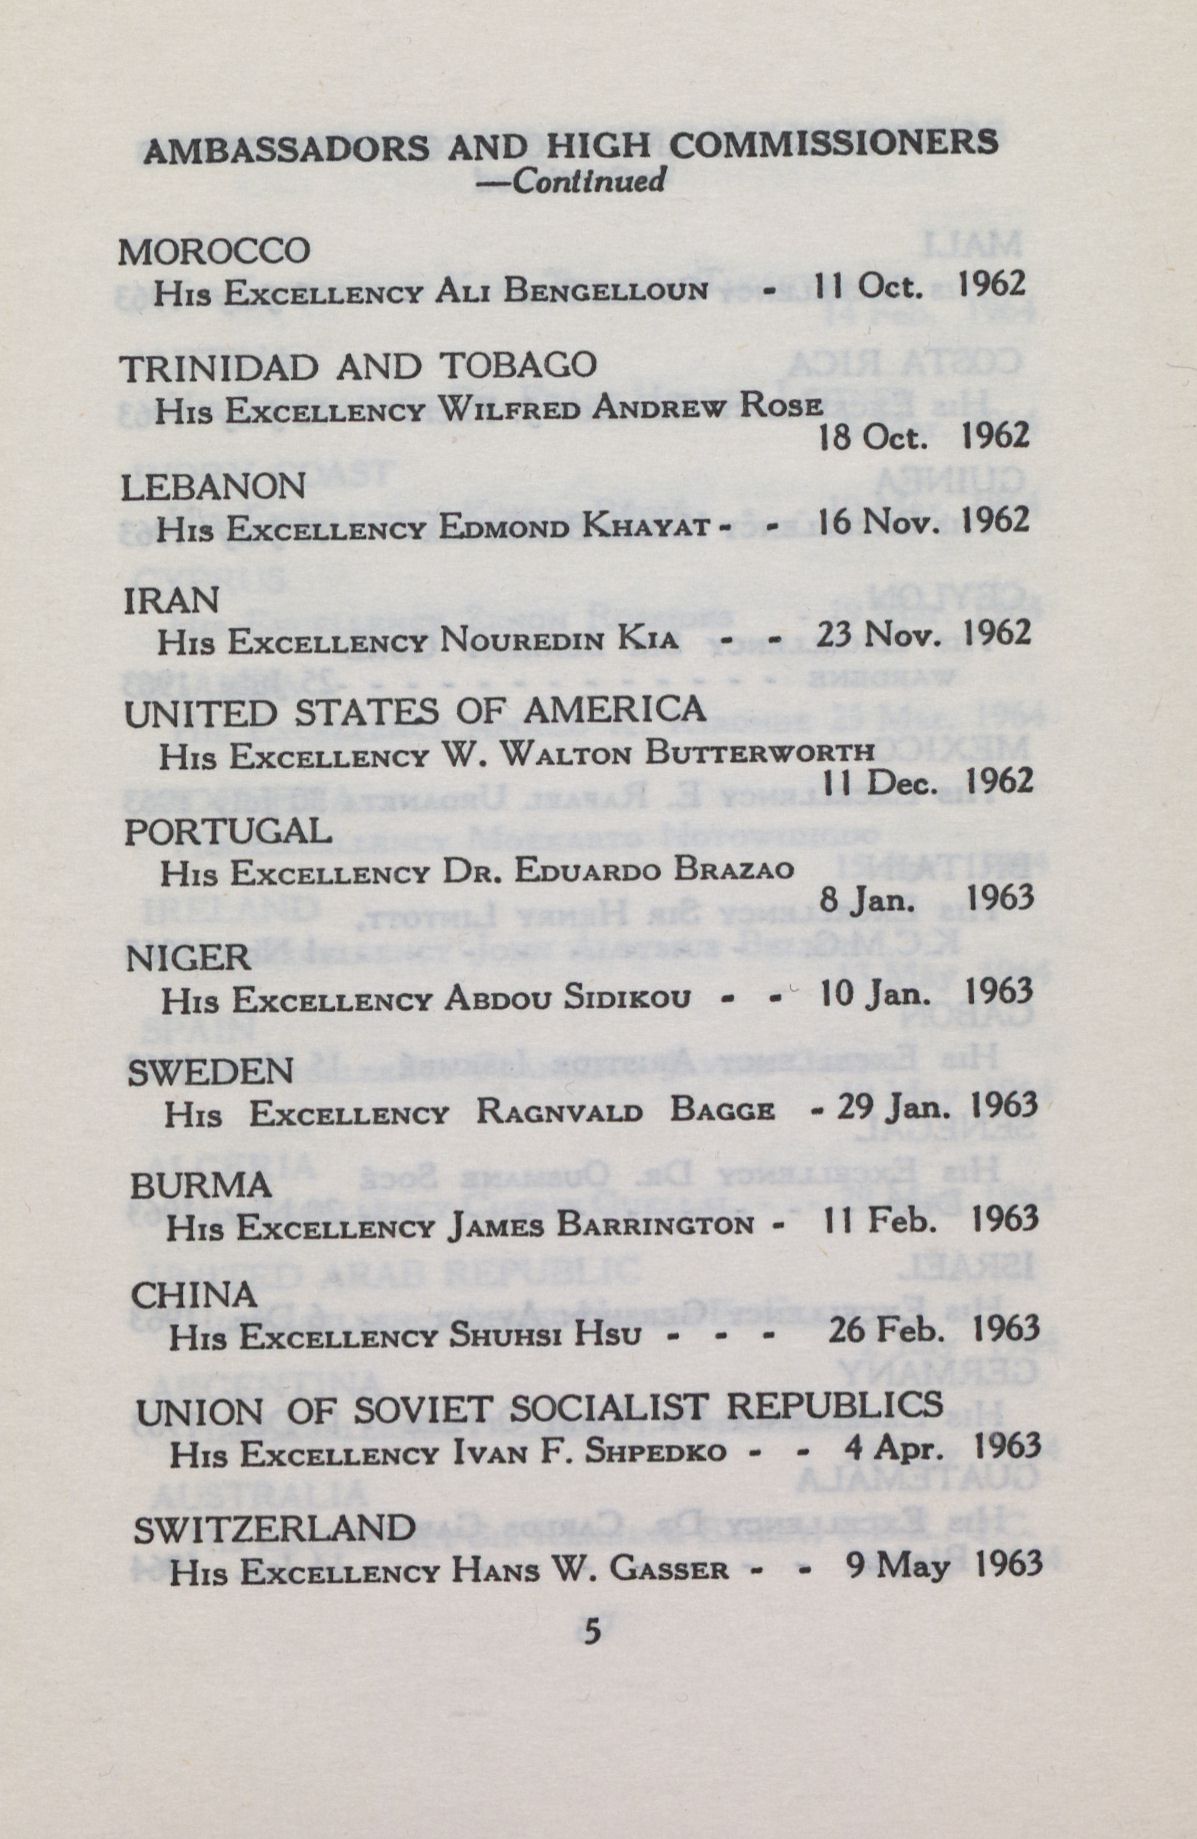 AMBASSADORS AND HIGH COMMISSIONERS
—Continued
MOROCCO
His Excellency Ali Bengelloun - 11 Oct. 1962
TRINIDAD AND TOBAGO
His Excellency Wilfred Andrew Rose
18 Oct. 1962
LEBANON
His Excellency Edmond Khayat - - 16 Nov. 1962
IRAN
His Excellency Nouredin Kia - - 23 Nov. 1962
UNITED STATES OF AMERICA
His Excellency W. Walton Butterworth
11 Dec. 1962
PORTUGAL
His Excellency Dr. Eduardo Brazao
8 Jan. 1963
NIGER
His Excellency Abdou Sidikou - - 10 Jan. 1963
SWEDEN
His Excellency Ragnvald Bagge - 29 Jan. 1963
BURMA
His Excellency James Barrington - 11 Feb. 1963
CHINA
His Excellency Shuhsi Hsu - - - 26 Feb. 1963
UNION OF SOVIET SOCIALIST REPUBLICS
His Excellency Ivan F. Shpedko - - 4 Apr. 1963
SWITZERLAND
His Excellency Hans W. Gasser - - 9 May 1963
5